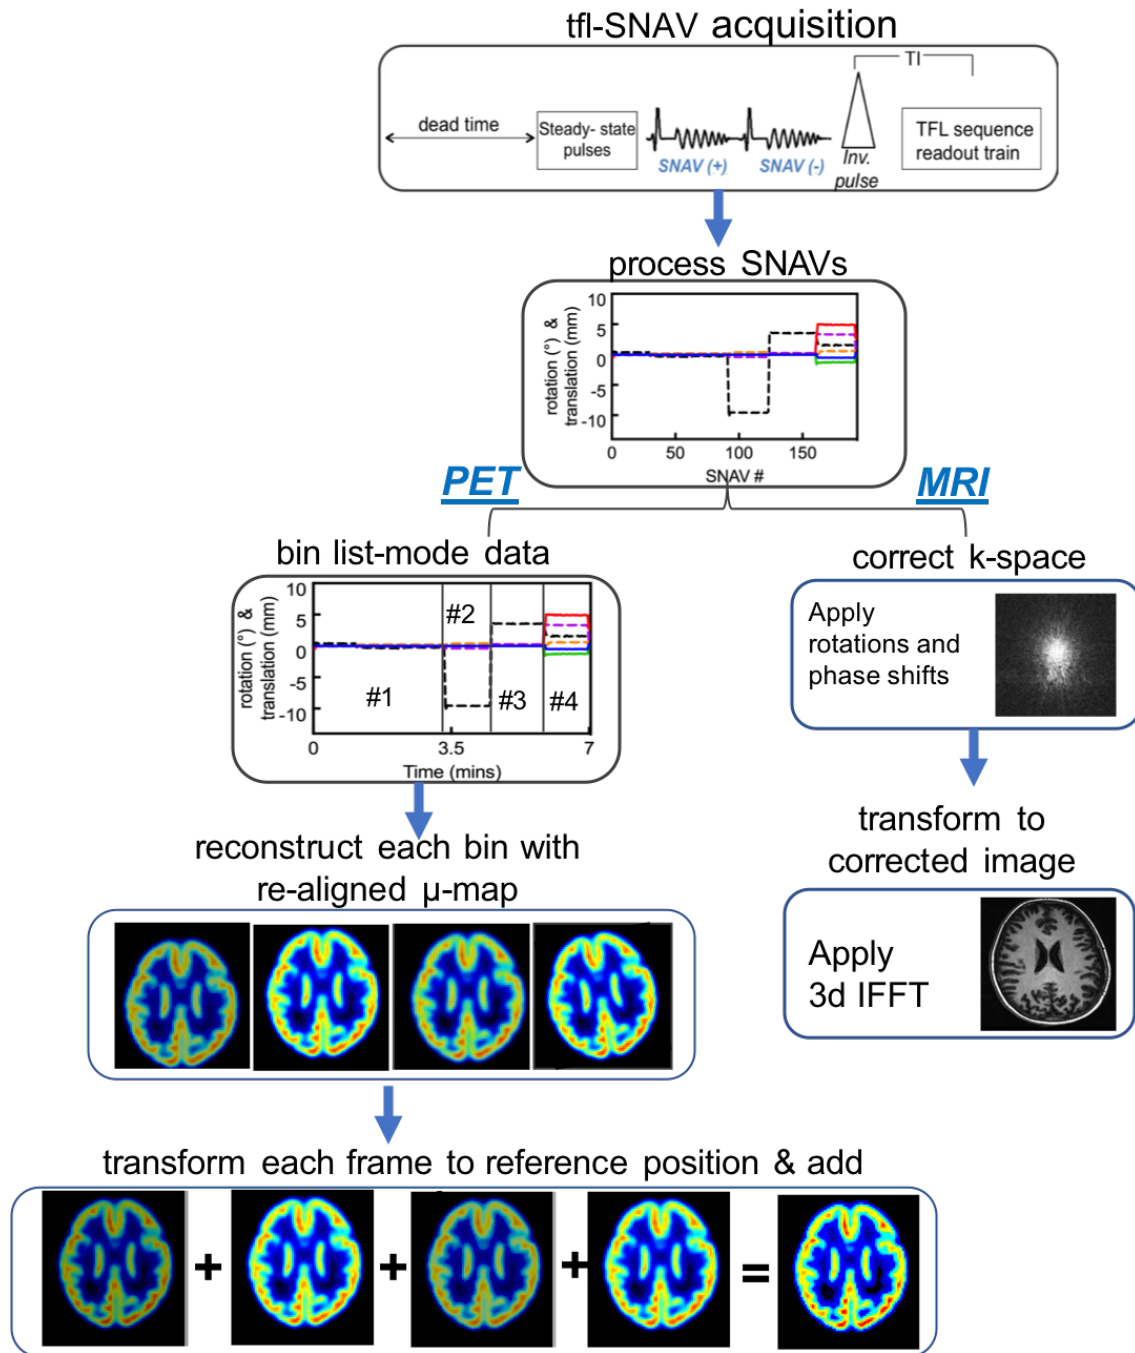 tfl-SNAV acquisition
TI
dead time
Steady- state
pulses
SNAV (+)
SNAV (-)
Inv.
pulse
TFL sequence
readout train
process SNAVs
rotation (°) &
translation (mm)
10
5
0
-5
-10
0
50
100
150
SNAV #
PET
MRI
bin list-mode data
rotation (°) &
translation (mm)
10
5
0
-5
-10
#1
#2
#3
#4
0
3.5
7
Time (mins)
correct k-space
Apply
rotations and
phase shifts
reconstruct each bin with
re-aligned μ-map
transform to
corrected image
Apply
3d IFFT
transform each frame to reference position & add
+
+
+
=